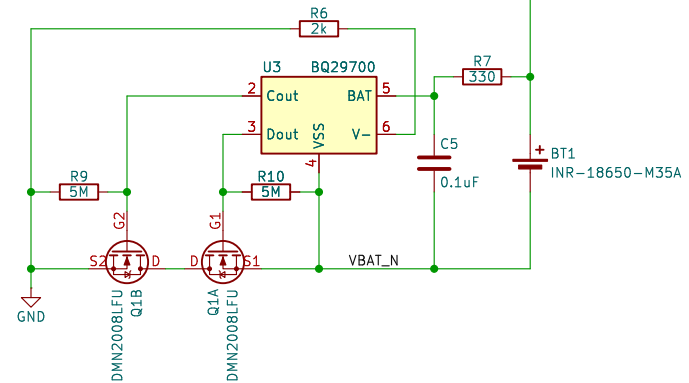 R6
2k
U3 BQ29700
R7
330
2 Cout BAT 5
3 Dout V- 6
VSS
4
C5
0.1uF
+
BT1
INR-18650-M35A
R9
5M
R10
5M
G2
G1
S2 D
D S1
VBAT_N
GND
DMN2008LFU
Q1B
Q1A
DMN2008LFU